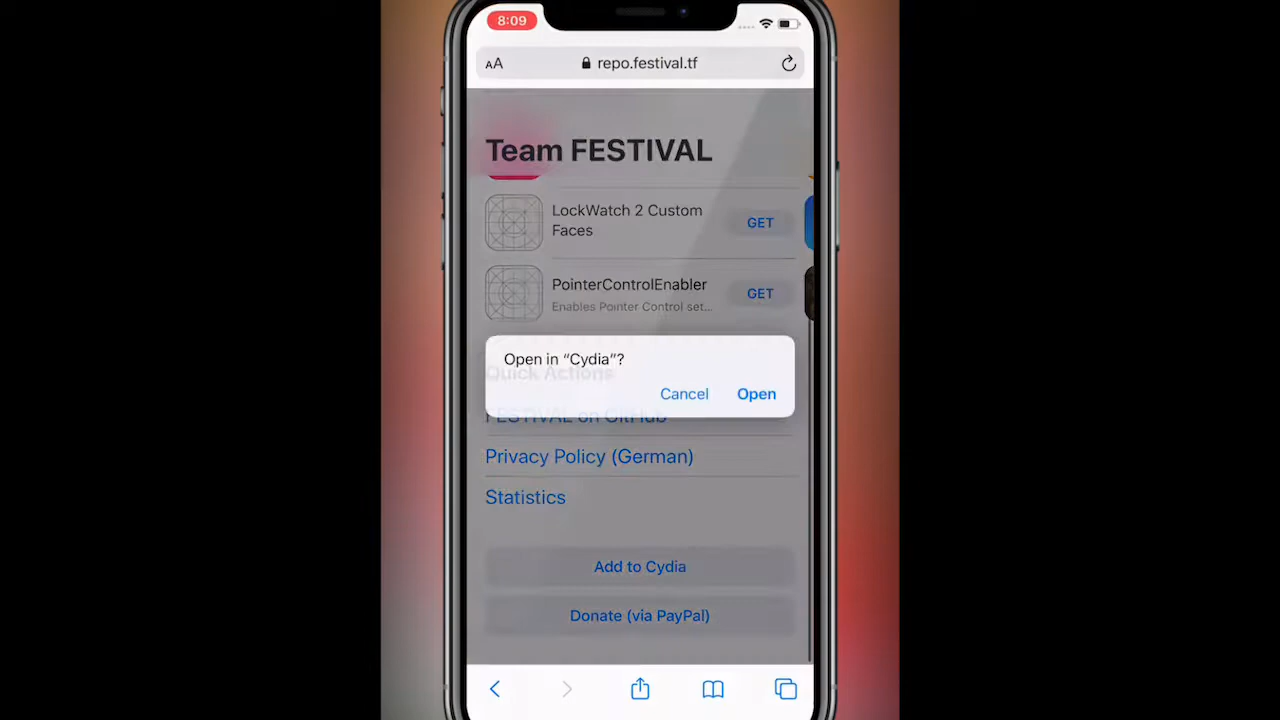 8:09
AA
repo.festival.tf
Team FESTIVAL
LockWatch 2 Custom
Faces
GET
PointerControlEnabler
Enables Pointer Control set...
GET
Open in “Cydia”?
Quick Actions
Cancel
Open
FESTIVAL on GitHub
Privacy Policy (German)
Statistics
Add to Cydia
Donate (via PayPal)